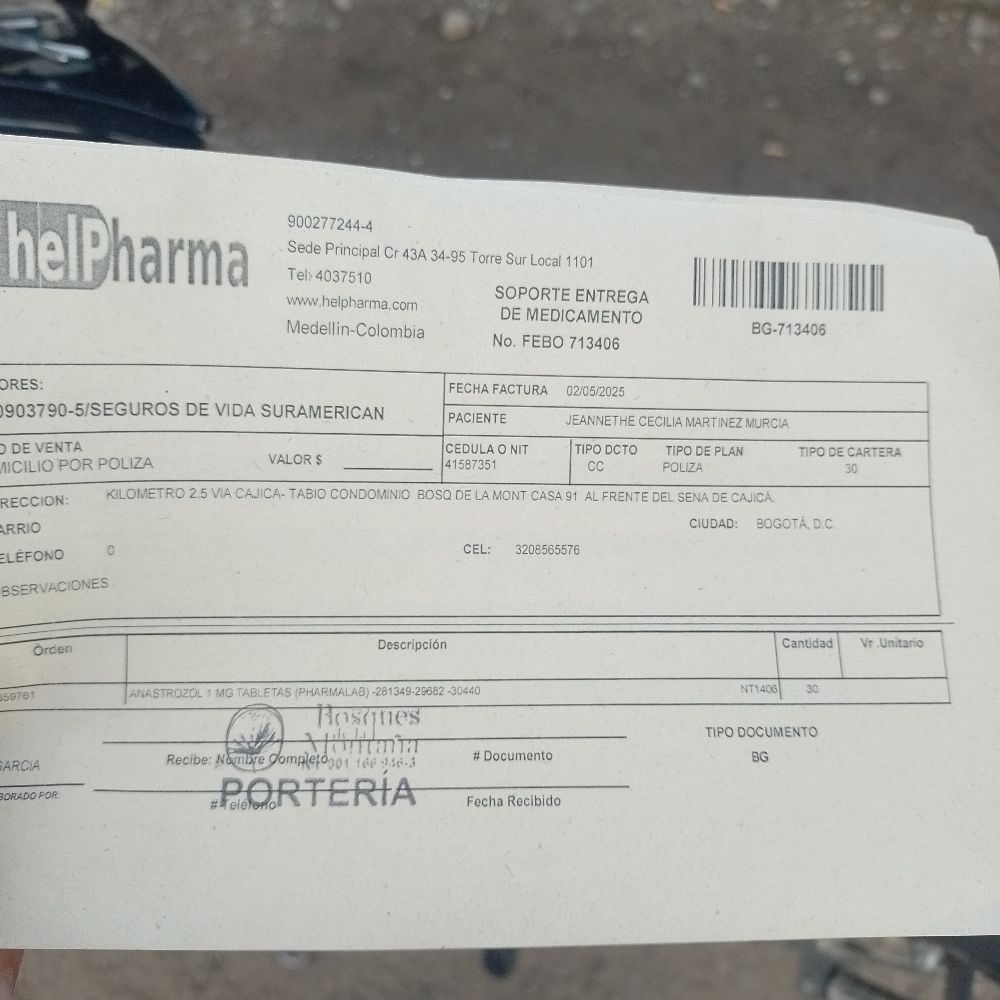 helPharma
900277244-4
Sede Principal Cr 43A 34-95 Torre Sur Local 1101
Tel: 4037510
www.helpharma.com
Medellin-Colombia
SOPORTE ENTREGA
DE MEDICAMENTO
No. FEBO 713406
BG-713406
ORES:
0903790-5/SEGUROS DE VIDA SURAMERICAN
FECHA FACTURA 02/05/2025
PACIENTE JEANNETHE CECILIA MARTINEZ MURCIA
O DE VENTA
MICILIO POR POLIZA
VALOR $
CEDULA O NIT
41587351
TIPO DCTO
CC
TIPO DE PLAN
POLIZA
TIPO DE CARTERA
30
RECCION: KILOMETRO 2.5 VIA CAJICA- TABIO CONDOMINIO BOSQ DE LA MONT CASA 91 AL FRENTE DEL SENA DE CAJICÁ.
ARRIO
CIUDAD: BOGOTÁ, D.C.
ELÉFONO 0
CEL: 3208565576
BSERVACIONES
Orden Descripción Cantidad Vr .Unitario
859761 ANASTROZOL 1 MG TABLETAS (PHARMALAB) -281349-29682 -30440 NT1406 30
Bosques
de la
Montaña
PORTERÍA
GARCIA
BORADO POR:
Recibe: Nombre Completo
# Documento
#Teléfono
Fecha Recibido
TIPO DOCUMENTO
BG